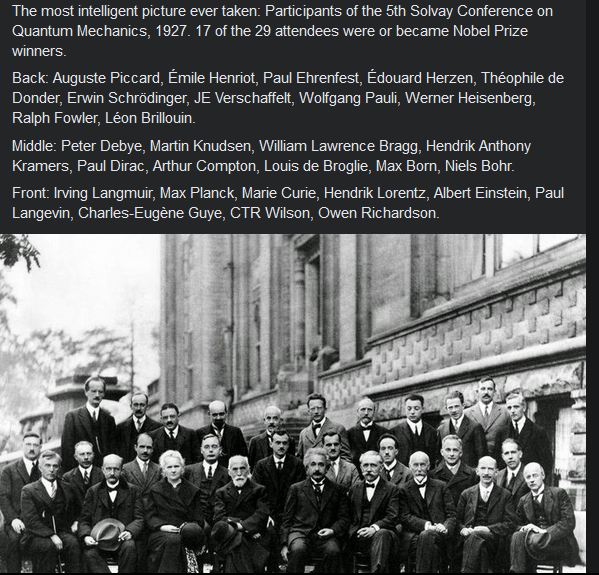 The most intelligent picture ever taken: Participants of the 5th Solvay Conference on
Quantum Mechanics, 1927. 17 of the 29 attendees were or became Nobel Prize
winners.
Back: Auguste Piccard, Émile Henriot, Paul Ehrenfest, Édouard Herzen, Théophile de
Donder, Erwin Schrödinger, JE Verschaffelt, Wolfgang Pauli, Werner Heisenberg,
Ralph Fowler, Léon Brillouin.
Middle: Peter Debye, Martin Knudsen, William Lawrence Bragg, Hendrik Anthony
Kramers, Paul Dirac, Arthur Compton, Louis de Broglie, Max Born, Niels Bohr.
Front: Irving Langmuir, Max Planck, Marie Curie, Hendrik Lorentz, Albert Einstein, Paul
Langevin, Charles-Eugène Guye, CTR Wilson, Owen Richardson.